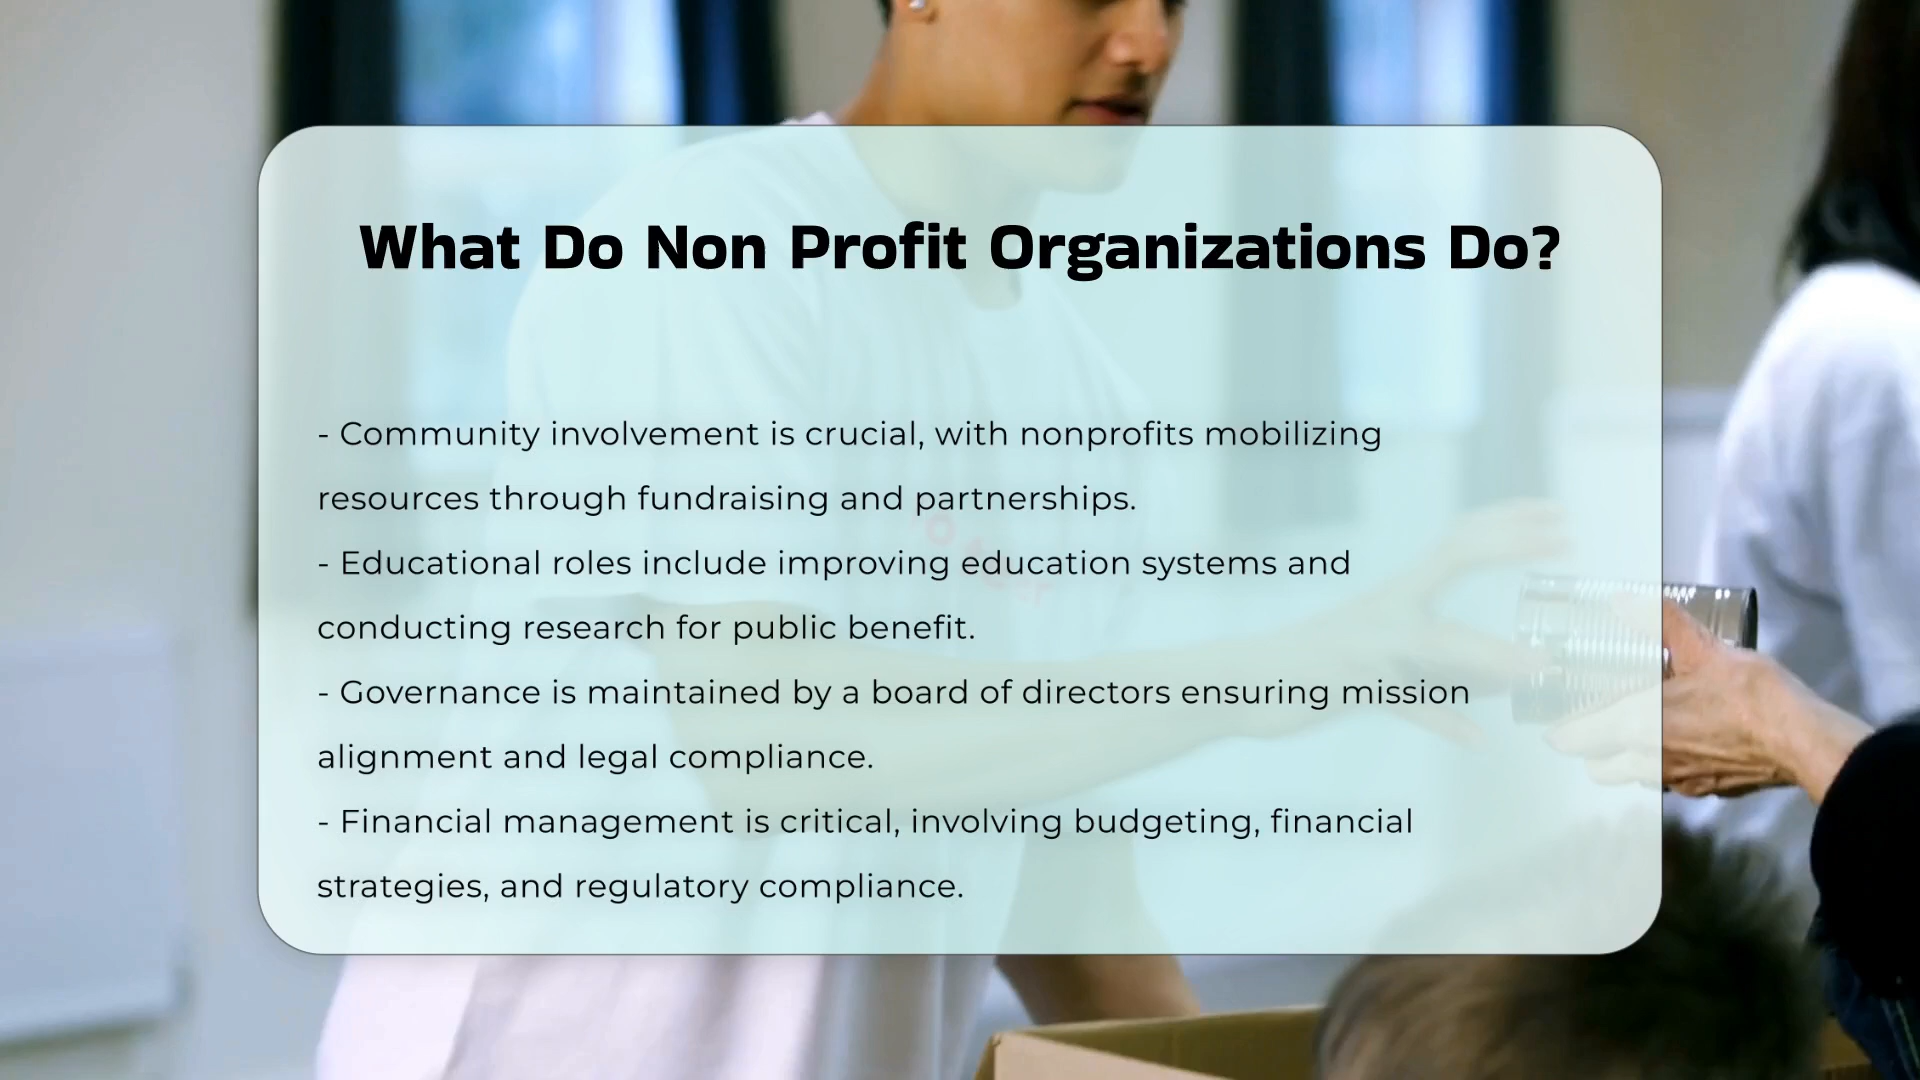 What Do Non Profit Organizations Do?
- Community involvement is crucial, with nonprofits mobilizing
resources through fundraising and partnerships.
- Educational roles include improving education systems and
conducting research for public benefit.
- Governance is maintained by a board of directors ensuring mission
alignment and legal compliance.
- Financial management is critical, involving budgeting, financial
strategies, and regulatory compliance.